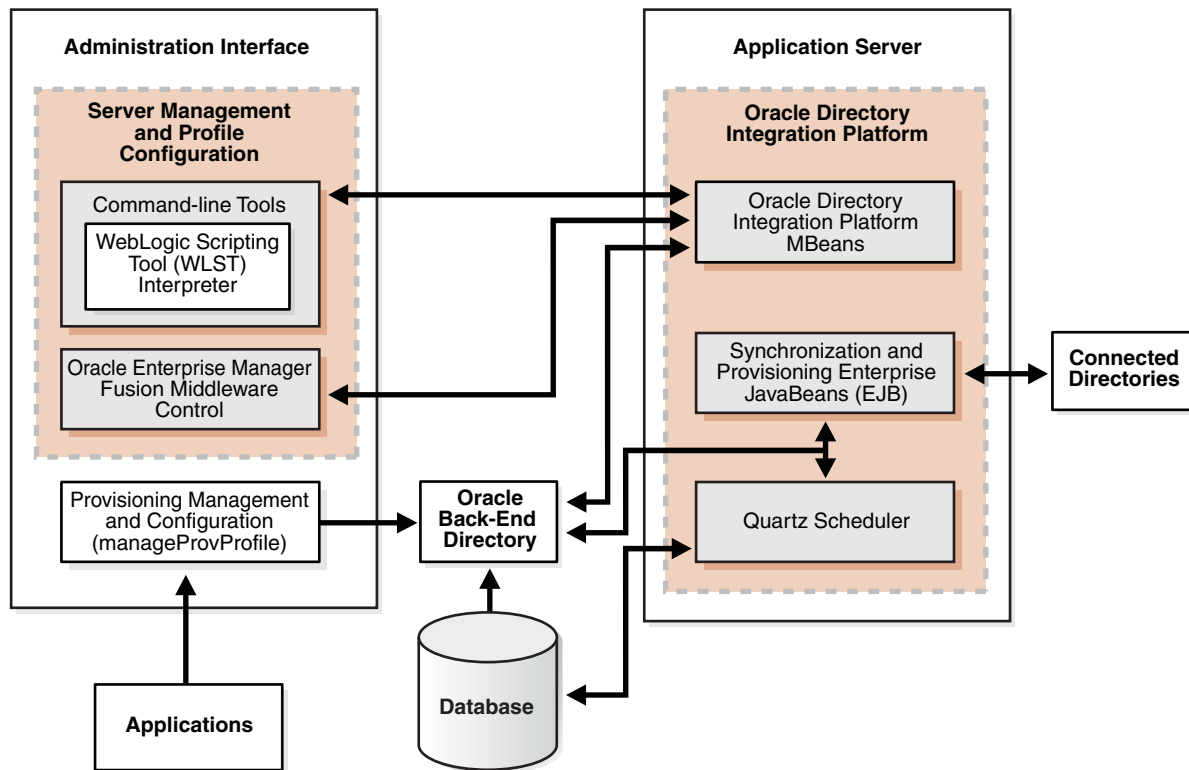 Administration Interface
Server Management
and Profile
Configuration
Command-line Tools
WebLogic Scripting
Tool (WLST)
Interpreter
Oracle Enterprise Manager
Fusion Middleware
Control
Provisioning Management
and Configuration
(manageProvProfile)
Applications
Oracle
Back-End
Directory
Database
Application Server
Oracle Directory
Integration Platform
Oracle Directory
Integration Platform
MBeans
Synchronization and
Provisioning Enterprise
JavaBeans (EJB)
Quartz Scheduler
Connected
Directories